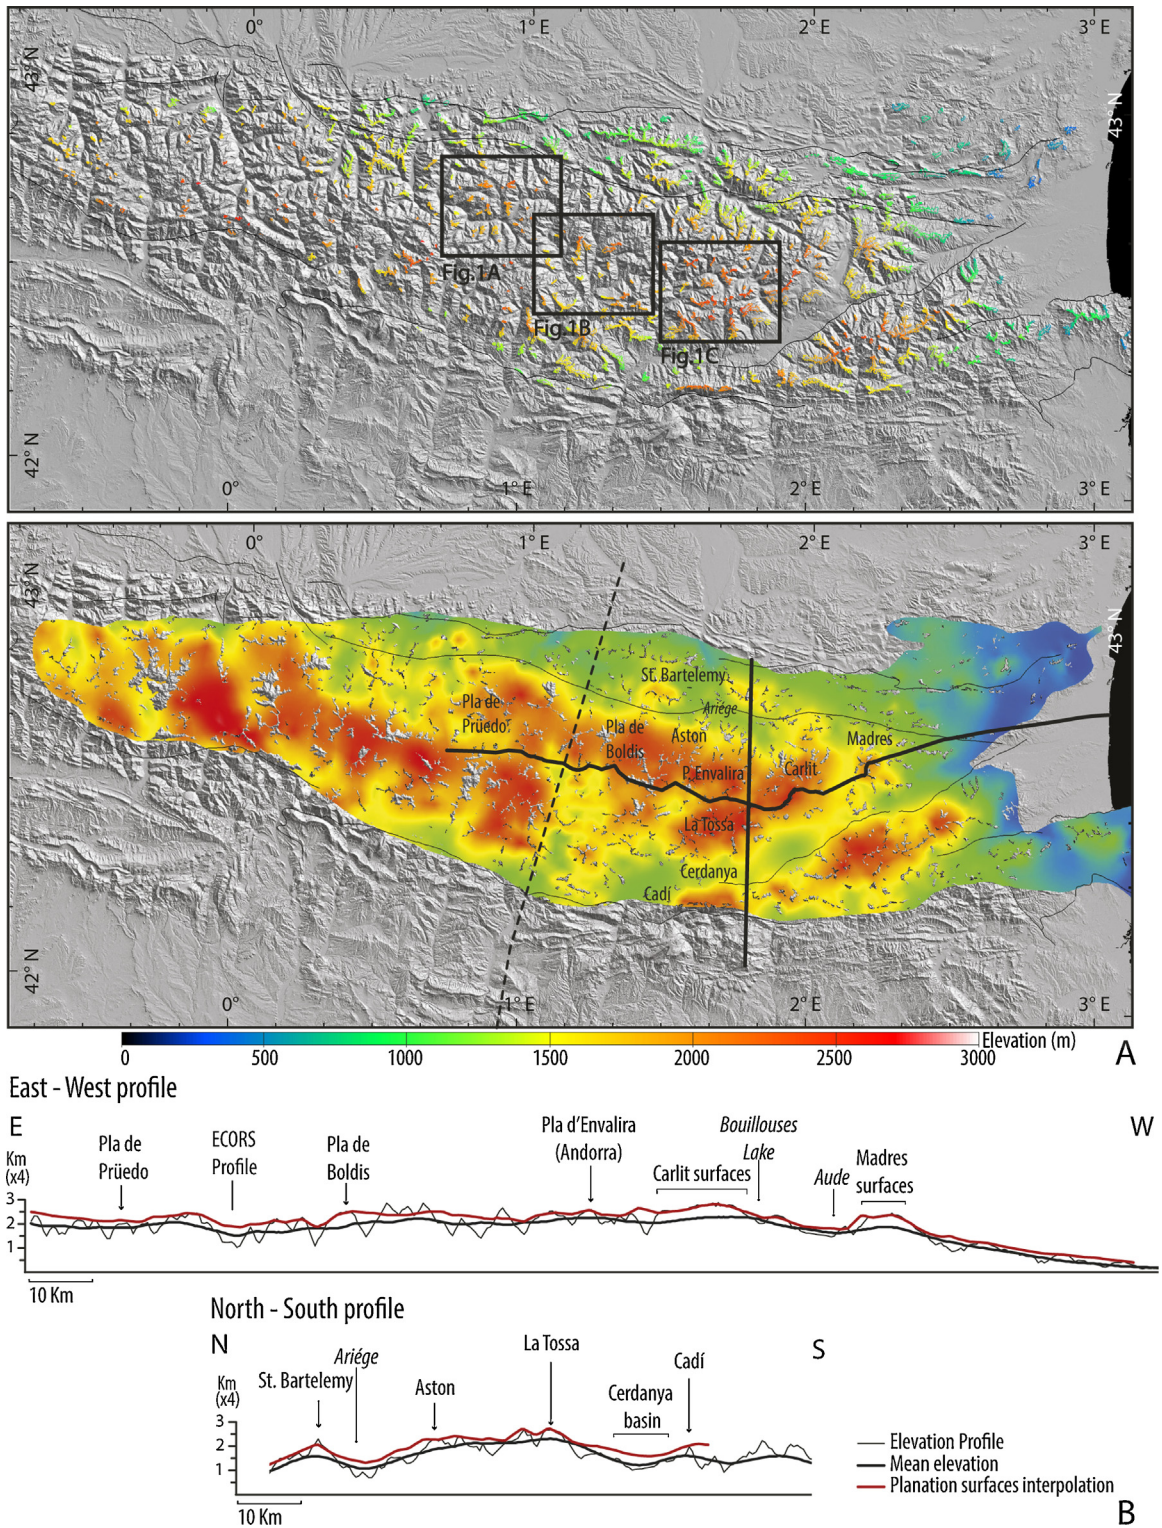 0°
1° E
2° E
3° E
43° N
43° N
Fig.1A
Fig.1B
Fig.1C
42° N
0°
1° E
2° E
3° E
0°
1° E
2° E
3° E
43° N
43° N
ST. Bartelemy
Ariége
Pla de
Prüedo
Pla de
Boldis
Aston
Madres
P. Envalira
Carlit
La Tossa
Cerdanya
Cadí
42° N
0°
1° E
2° E
3° E
0
500
1000
1500
2000
2500
3000
Elevation (m)
A
East - West profile
E
W
Km
(x4)
3
2
1
Pla de
Prüedo
ECORS
Profile
Pla de
Boldis
Pla d'Envalira
(Andorra)
Bouillouses
Lake
Carlit surfaces
Aude
Madres
surfaces
10 Km
North - South profile
N
S
Km
(x4)
3
2
1
St. Bartelemy
Ariége
Aston
La Tossa
Cerdanya
basin
Cadí
10 Km
Elevation Profile
Mean elevation
Planation surfaces interpolation
B